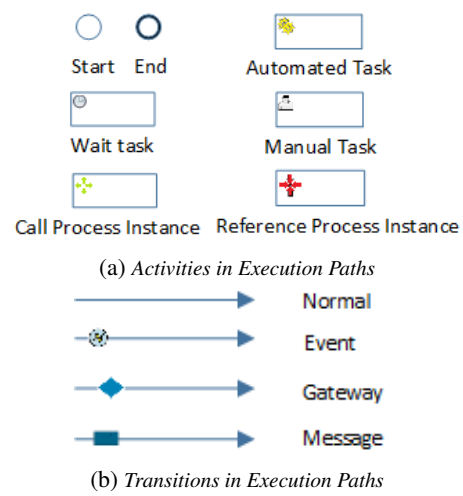 Start End
Automated Task
Wait task
Manual Task
Call Process Instance
Reference Process Instance
(a) Activities in Execution Paths
Normal
Event
Gateway
Message
(b) Transitions in Execution Paths